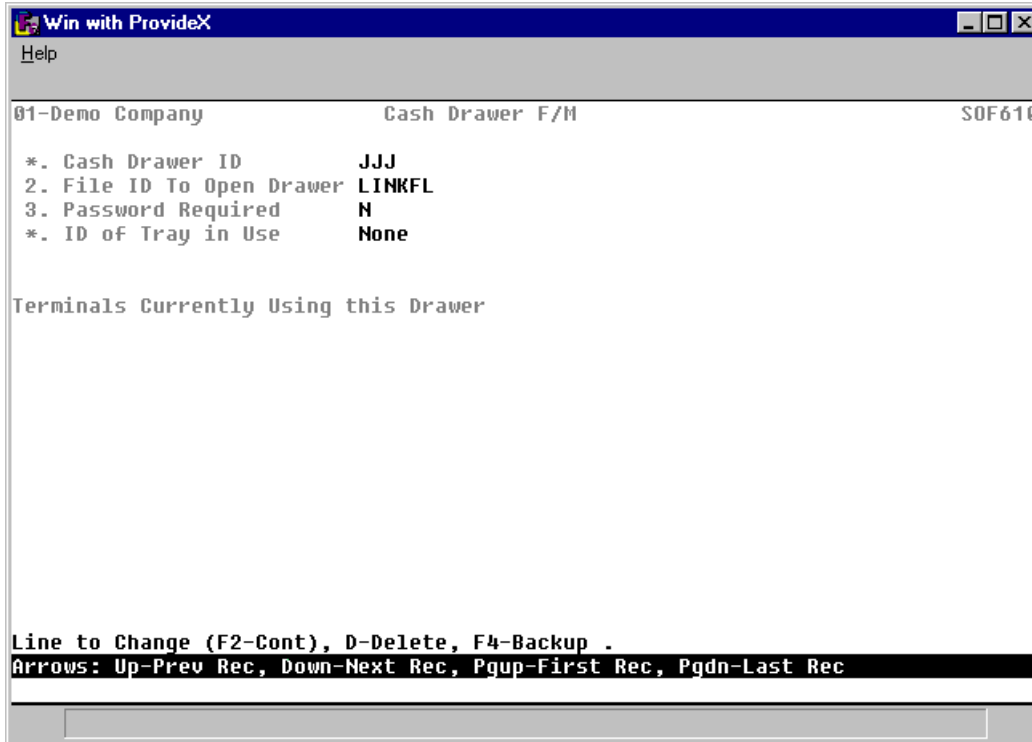 Win with ProvideX
Help
01-Demo Company Cash Drawer F/M SOF610
*. Cash Drawer ID JJJ
2. File ID To Open Drawer LINKFL
3. Password Required N
*. ID of Tray in Use None
Terminals Currently Using this Drawer
Line to Change (F2-Cont), D-Delete, F4-Backup .
Arrows: Up-Prev Rec, Down-Next Rec, Pgup-First Rec, Pgdn-Last Rec